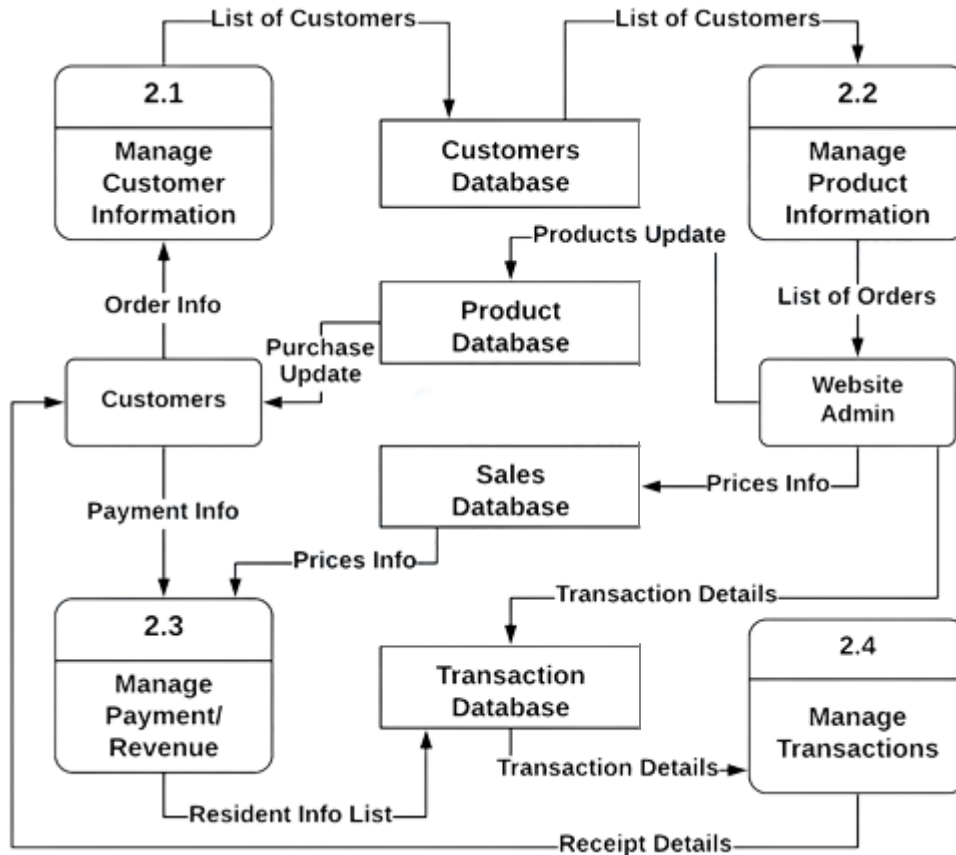 List of Customers
List of Customers
2.1
Manage
Customer
Information
Customers
Database
2.2
Manage
Product
Information
Products Update
Order Info
Product
Database
List of Orders
Purchase
Update
Customers
Website
Admin
Sales
Database
Prices Info
Payment Info
Prices Info
Transaction Details
2.3
Manage
Payment/
Revenue
Transaction
Database
2.4
Manage
Transactions
Transaction Details
Resident Info List
Receipt Details